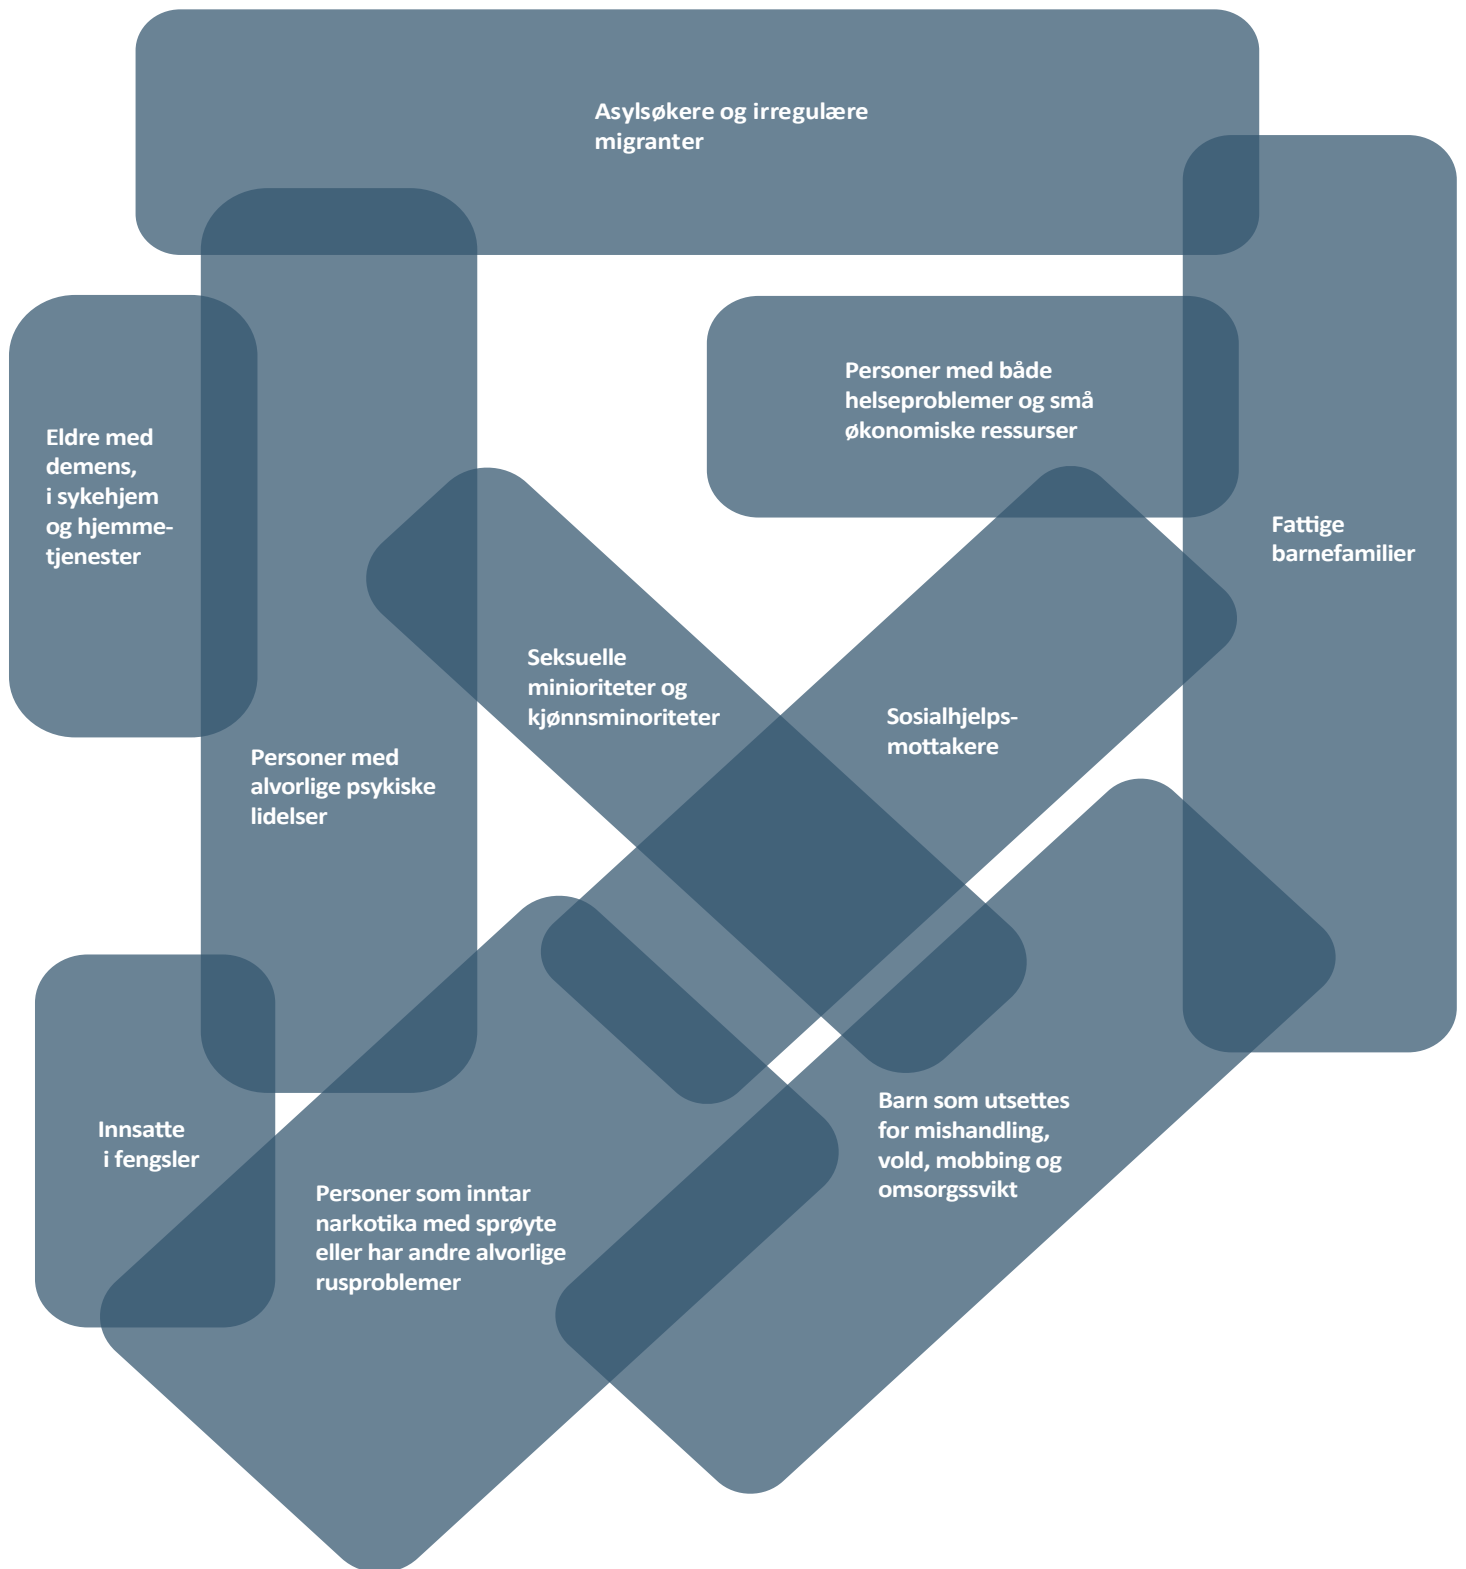 Asylsøkere og irregulære
migranter
Personer med både
helseproblemer og små
økonomiske ressurser
Eldre med
demens,
i sykehjem
og hjemme-
tjenester
Fattige
barnefamilier
Seksuelle
minioriteter og
kjønnsminoriteter
Sosialhjelps-
mottakere
Personer med
alvorlige psykiske
lidelser
Innsatte
i fengsler
Personer som inntar
narkotika med sprøyte
eller har andre alvorlige
rusproblemer
Barn som utsettes
for mishandling,
vold, mobbing og
omsorgssvikt